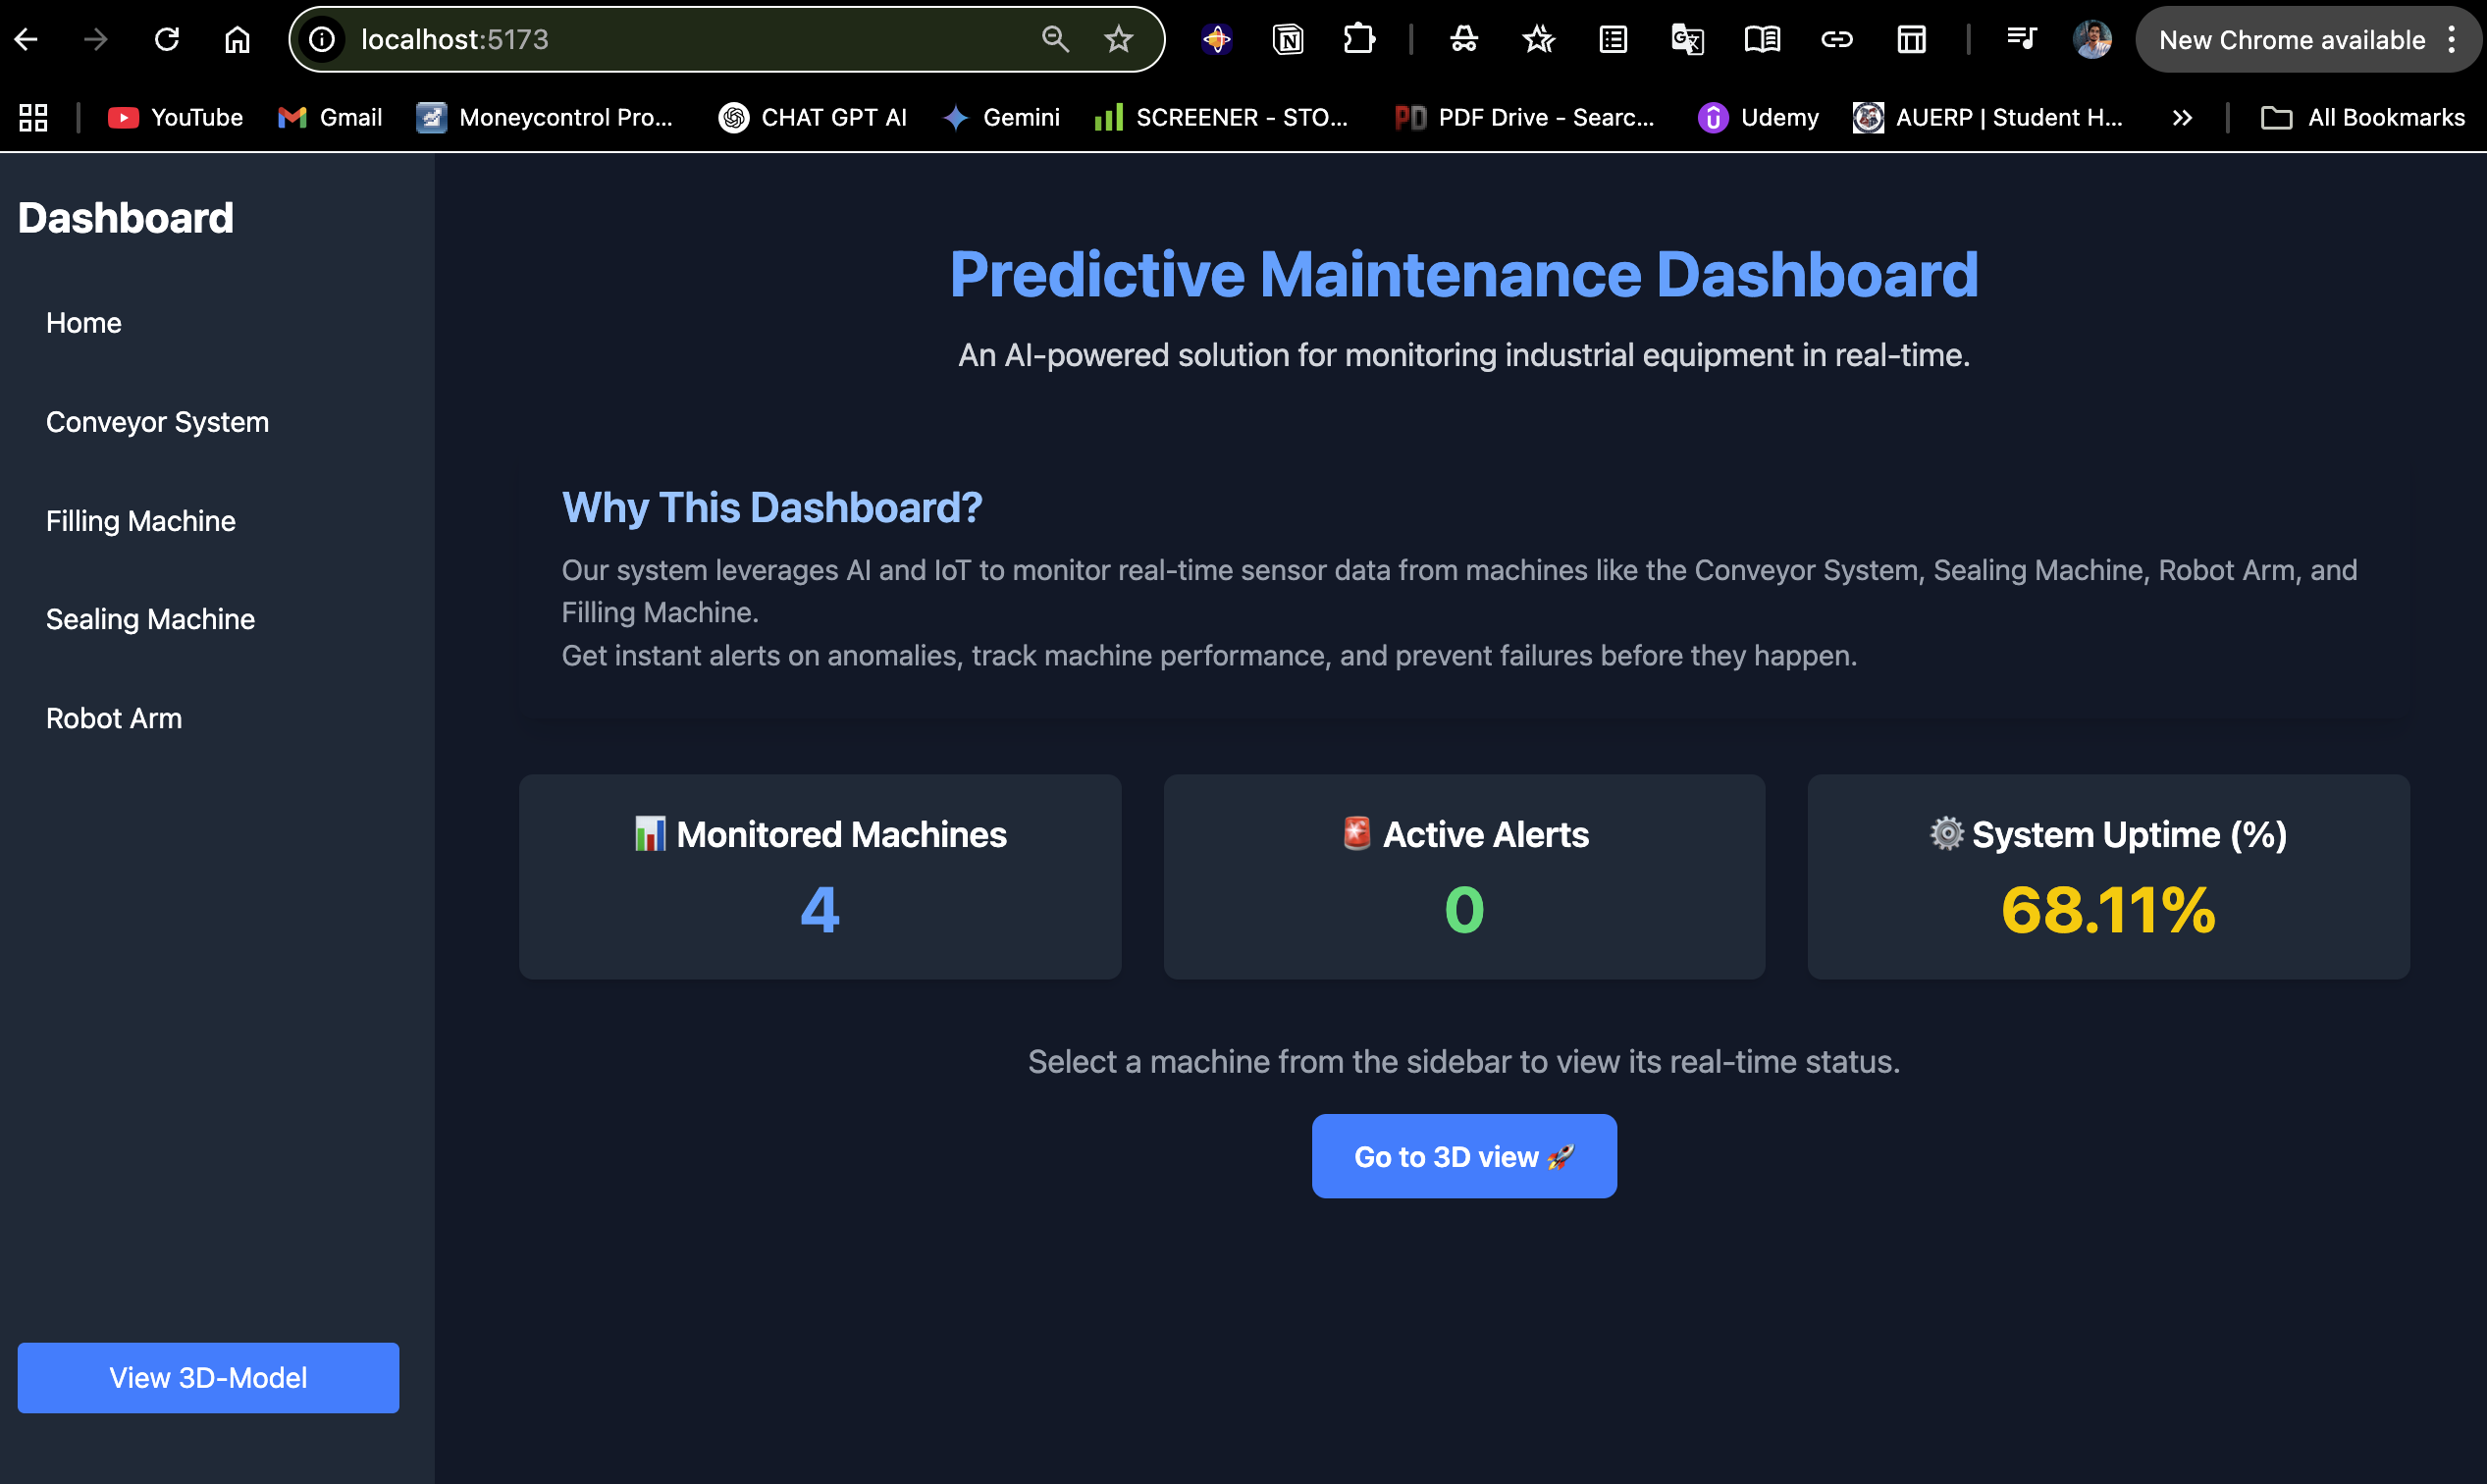 localhost:5173
New Chrome available
YouTube
Gmail
Moneycontrol Pro...
CHAT GPT AI
Gemini
SCREENER - STO...
PD
PDF Drive - Searc...
Udemy
AUERP | Student H...
All Bookmarks
Dashboard
Home
Conveyor System
Filling Machine
Sealing Machine
Robot Arm
View 3D-Model
Predictive Maintenance Dashboard
An AI-powered solution for monitoring industrial equipment in real-time.
Why This Dashboard?
Our system leverages AI and IoT to monitor real-time sensor data from machines like the Conveyor System, Sealing Machine, Robot Arm, and
Filling Machine.
Get instant alerts on anomalies, track machine performance, and prevent failures before they happen.
📊 Monitored Machines
4
🚨 Active Alerts
0
⚙️ System Uptime (%)
68.11%
Select a machine from the sidebar to view its real-time status.
Go to 3D view 🚀